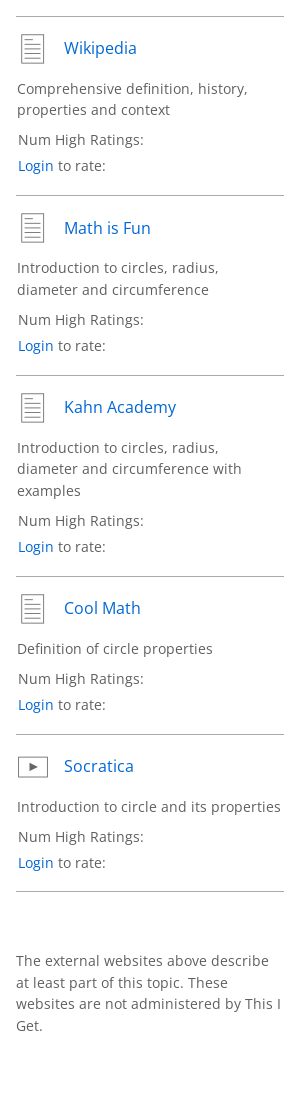 Wikipedia
Comprehensive definition, history,
properties and context
Num High Ratings:
Login to rate:
Math is Fun
Introduction to circles, radius,
diameter and circumference
Num High Ratings:
Login to rate:
Kahn Academy
Introduction to circles, radius,
diameter and circumference with
examples
Num High Ratings:
Login to rate:
Cool Math
Definition of circle properties
Num High Ratings:
Login to rate:
Socratica
Introduction to circle and its properties
Num High Ratings:
Login to rate:
The external websites above describe
at least part of this topic. These
websites are not administered by This I
Get.